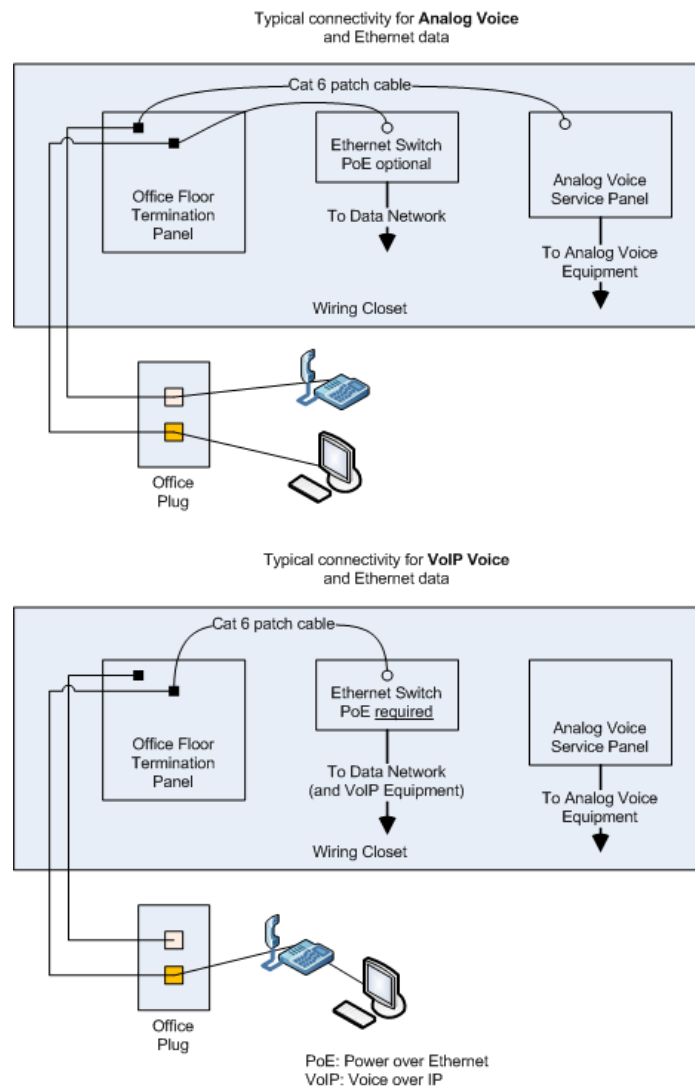 Typical connectivity for Analog Voice
and Ethernet data
Cat 6 patch cable
Office Floor
Termination
Panel
Ethernet Switch
PoE optional
To Data Network
Analog Voice
Service Panel
To Analog Voice
Equipment
Wiring Closet
Office
Plug
Typical connectivity for VoIP Voice
and Ethernet data
Cat 6 patch cable
Office Floor
Termination
Panel
Ethernet Switch
PoE required
To Data Network
(and VoIP Equipment)
Analog Voice
Service Panel
To Analog Voice
Equipment
Wiring Closet
Office
Plug
PoE: Power over Ethernet
VoIP: Voice over IP